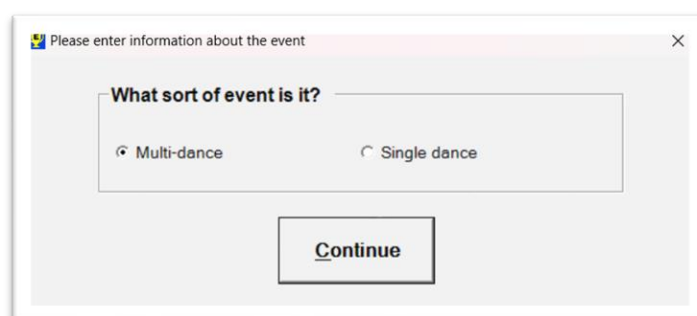 Please enter information about the event
What sort of event is it?
Multi-dance Single dance
Continue